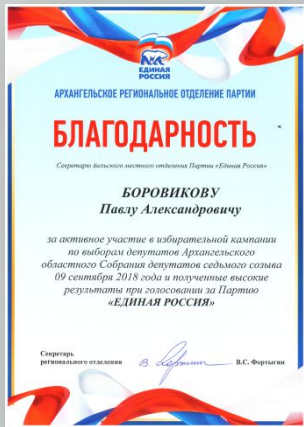 ЕДИНАЯ
РОССИЯ
АРХАНГЕЛЬСКОЕ РЕГИОНАЛЬНОЕ ОТДЕЛЕНИЕ ПАРТИИ
БЛАГОДАРНОСТЬ
Секретарю Вельского местного отделения Партии «Единая Россия»
БОРОВИКОВУ
Павлу Александровичу
за активное участие в избирательной кампании
по выборам депутатов Архангельского
областного Собрания депутатов седьмого созыва
09 сентября 2018 года и полученные высокие
результаты при голосовании за Партию
«ЕДИНАЯ РОССИЯ»
Секретарь
регионального отделения В.С. Фортыгин